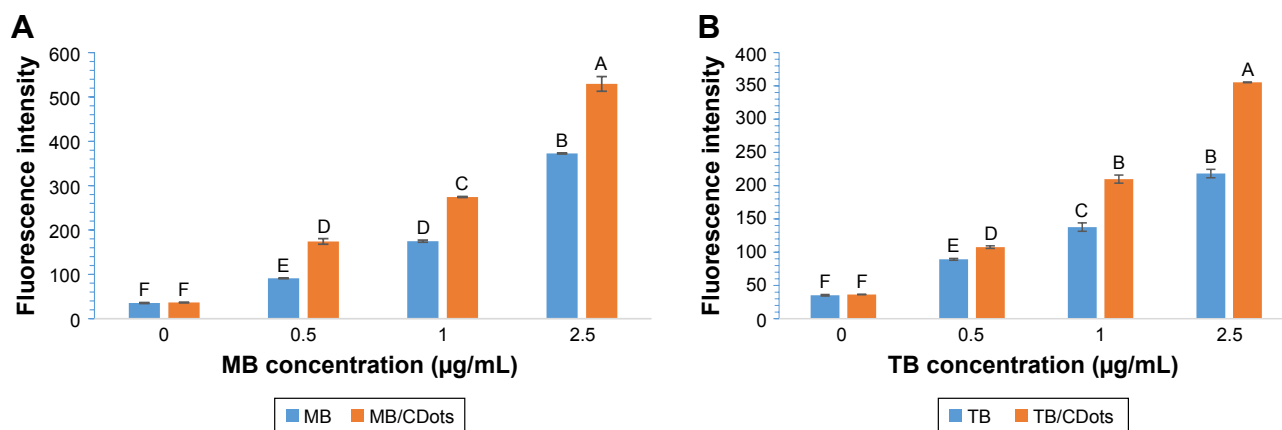 A
Fluorescence intensity
600
500
400
300
200
100
0
F F E D D C B A
0 0.5 1 2.5
MB concentration (µg/mL)
MB MB/CDots
B
Fluorescence intensity
400
350
300
250
200
150
100
50
0
F F E D C B B A
0 0.5 1 2.5
TB concentration (µg/mL)
TB TB/CDots